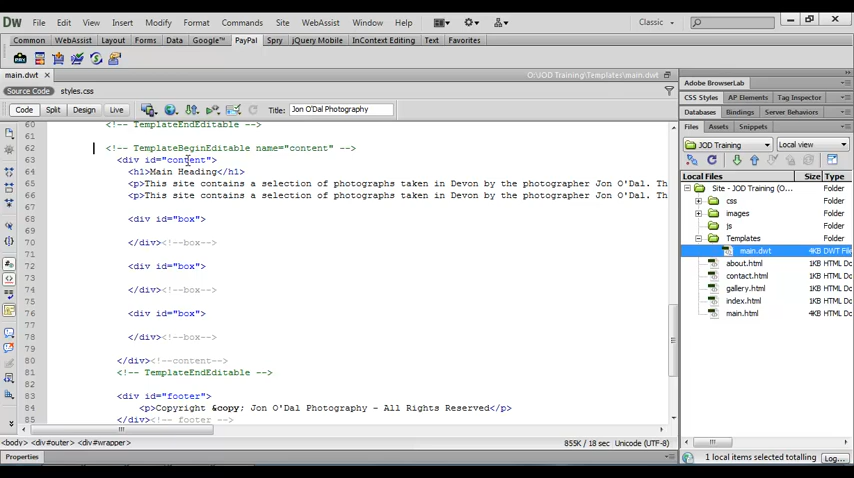 DW File Edit View Insert Modify Format Commands Site WebAssist Window Help Classic
Common WebAssist Layout Forms Data Google™ PayPal Spry jQuery Mobile InContext Editing Text Favorites
main.dwt O:\JOD Training\Templates\main.dwt
Source Code styles.css
Code Split Design Live Title: Jon O'Dal Photography
60 <!-- TemplateEndEditable -->
61
62 <!-- TemplateBeginEditable name="content" -->
63 <div id="content">
64 <h1>Main Heading</h1>
65 <p>This site contains a selection of photographs taken in Devon by the photographer Jon O'Dal. Th
66 <p>This site contains a selection of photographs taken in Devon by the photographer Jon O'Dal. Th
67
68 <div id="box">
69
70 </div><!--box-->
71
72 <div id="box">
73
74 </div><!--box-->
75
76 <div id="box">
77
78 </div><!--box-->
79
80 </div><!--content-->
81 <!-- TemplateEndEditable -->
82
83 <div id="footer">
84 <p>Copyright &copy; Jon O'Dal Photography - All Rights Reserved</p>
85 </div><!-- footer -->
<body> <div#outer> <div#wrapper> 855K / 18 sec Unicode (UTF-8)
Properties
Adobe BrowserLab
CSS Styles AP Elements Tag Inspector
Databases Bindings Server Behaviors
Files Assets Snippets
JOD Training Local view
Local Files Size Type
Site - JOD Training (O... Folder
css Folder
images Folder
js Folder
Templates Folder
main.dwt 4KB DWT File
about.html 4KB HTML Do
contact.html 4KB HTML Do
gallery.html 4KB HTML Do
index.html 4KB HTML Do
main.html 4KB HTML Do
1 local items selected totalling Log...